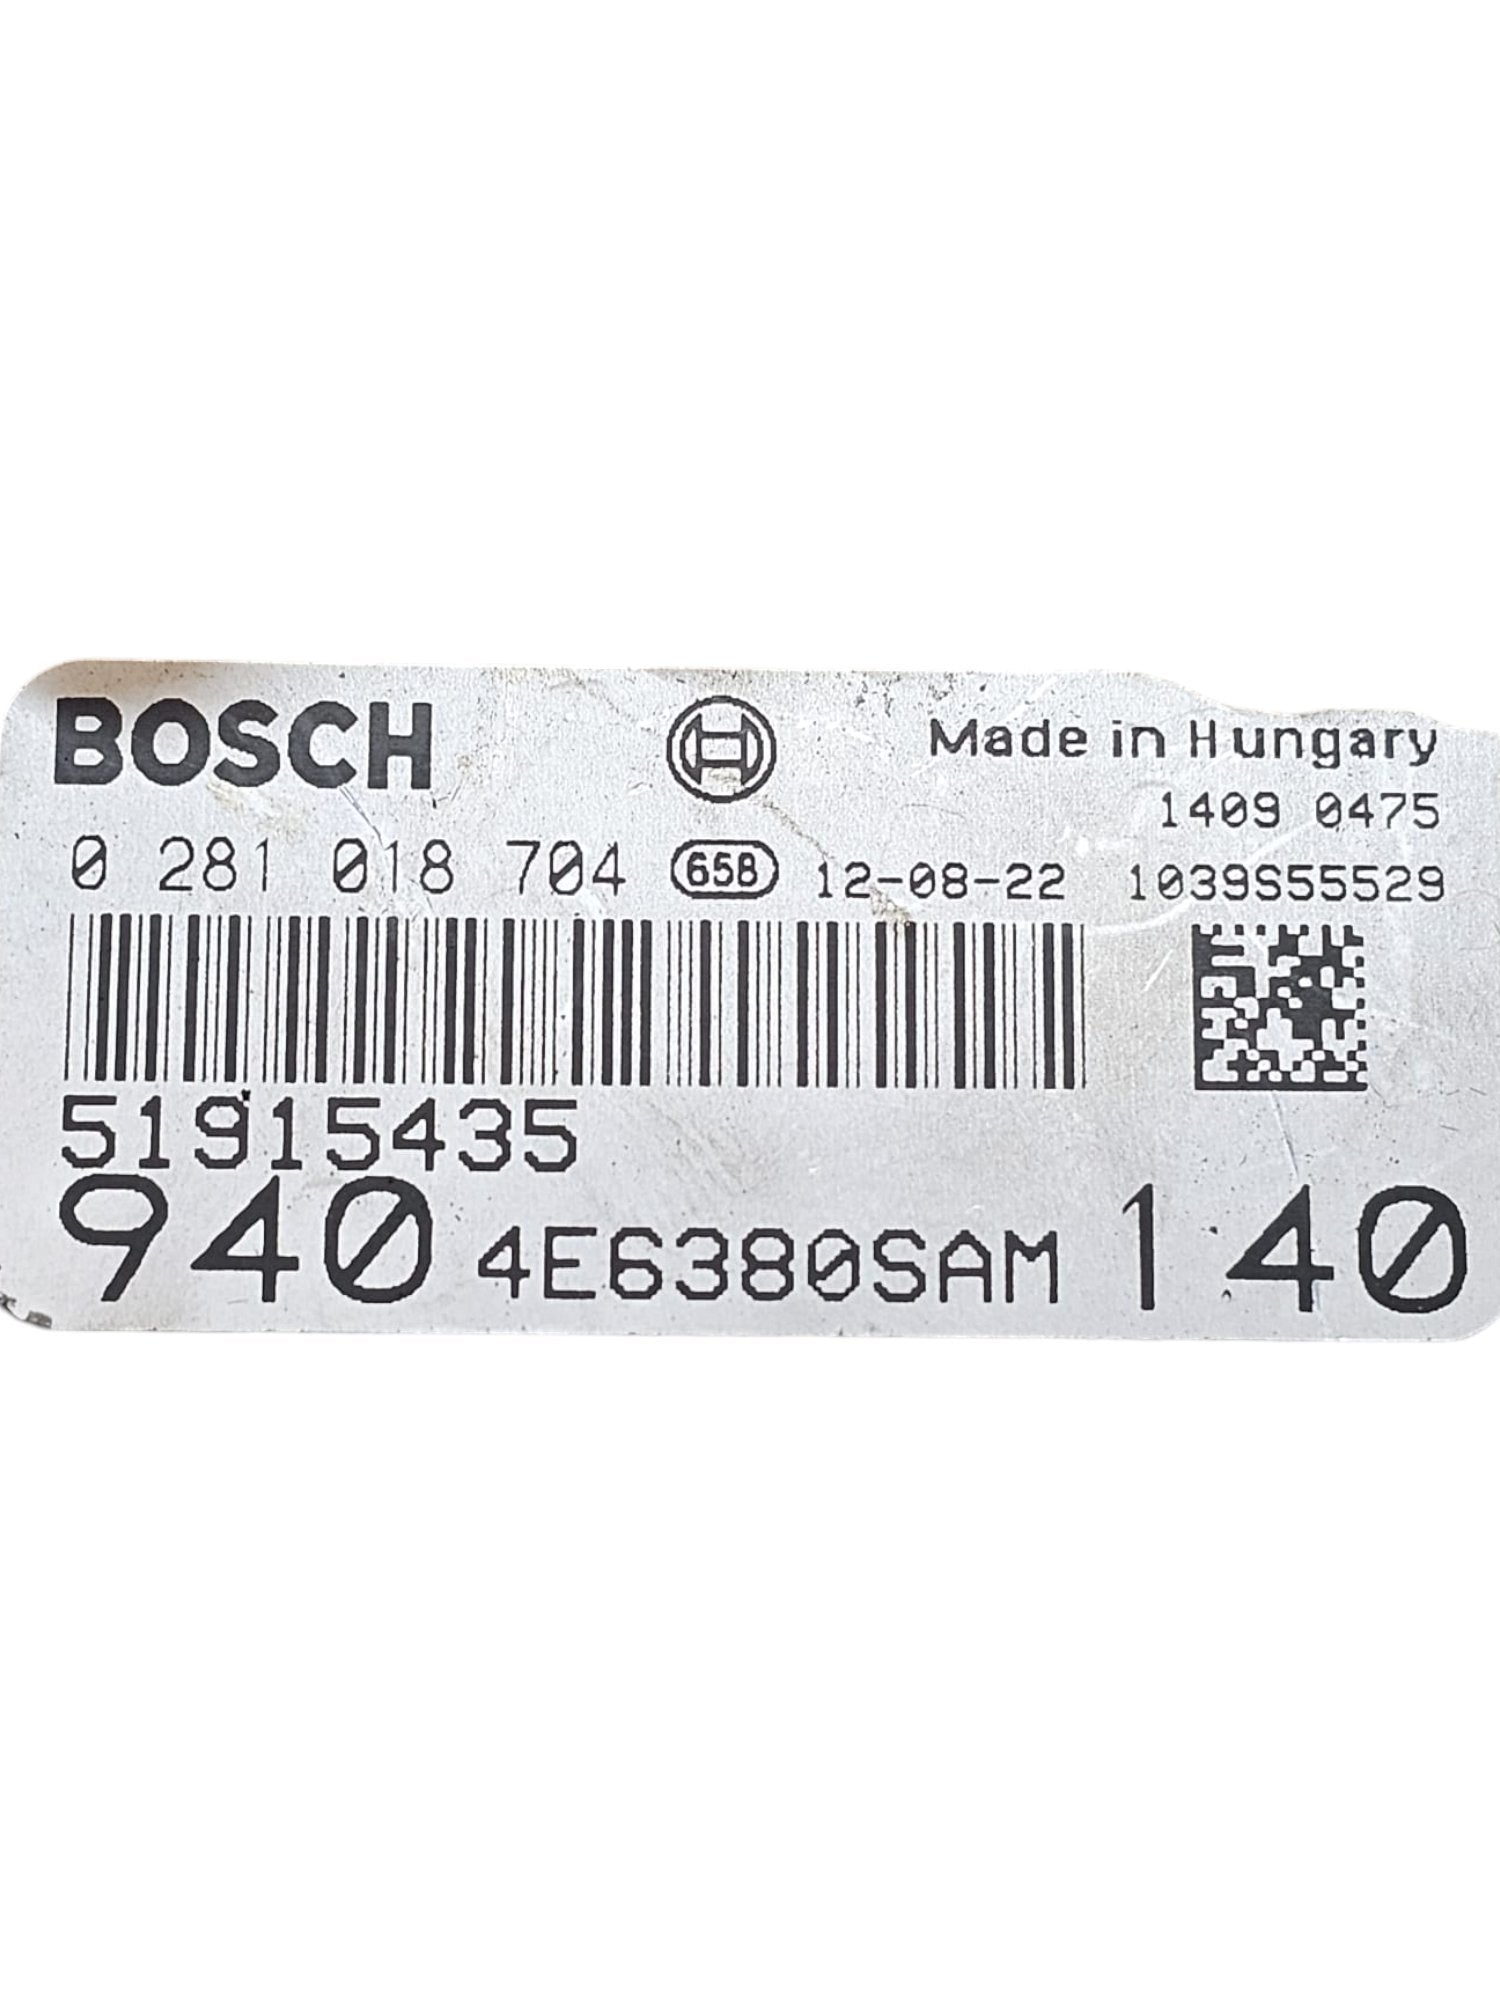 BOSCH Made in Hungary
1409 0475
0 281 018 704 658 12-08-22 1039S55529
51915435
940 4E6380SAM 140